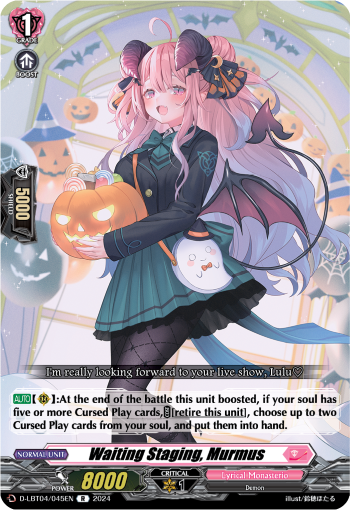 1
GRADE
BOOST
5000
SHIELD
I'm really looking forward to your live show, Lulu♡
AUTO【】:At the end of the battle this unit boosted, if your soul has
five or more Cursed Play cards, [retire this unit], choose up to two
Cursed Play cards from your soul, and put them into hand.
NORMAL UNIT
Waiting Staging, Murmus
POWER 8000
CRITICAL
1
Lyrical Monasterio
Demon
D-LBT04/045EN R 2024
illust/鈴穂ほたる